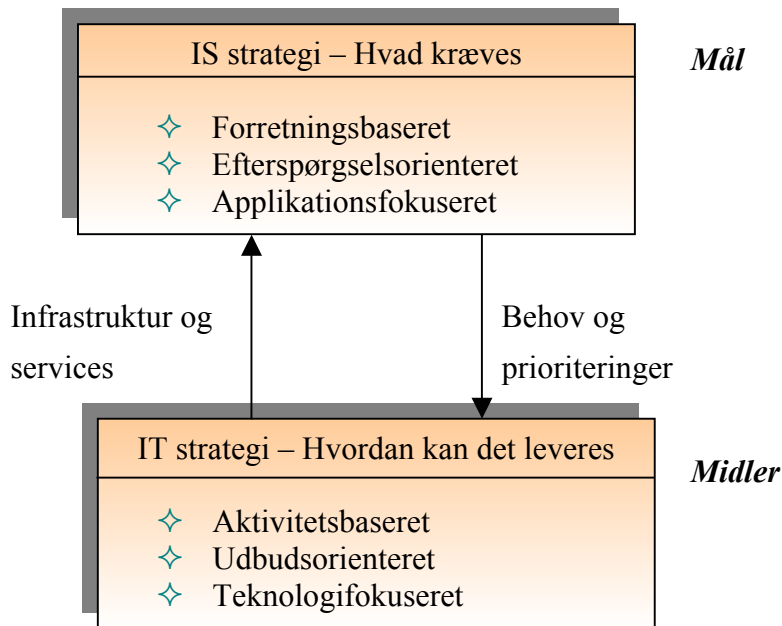 IS strategi – Hvad kræves
Mål
Forretningsbaseret
Efterspørgselsorienteret
Applikationsfokuseret
Infrastruktur og
services
Behov og
prioriteringer
IT strategi – Hvordan kan det leveres
Midler
Aktivitetsbaseret
Udbudsorienteret
Teknologifokuseret